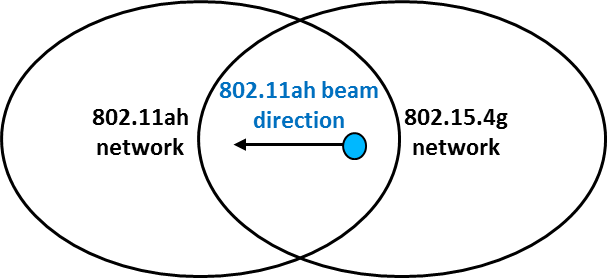 802.11ah beam
direction
802.11ah
network
802.15.4g
network